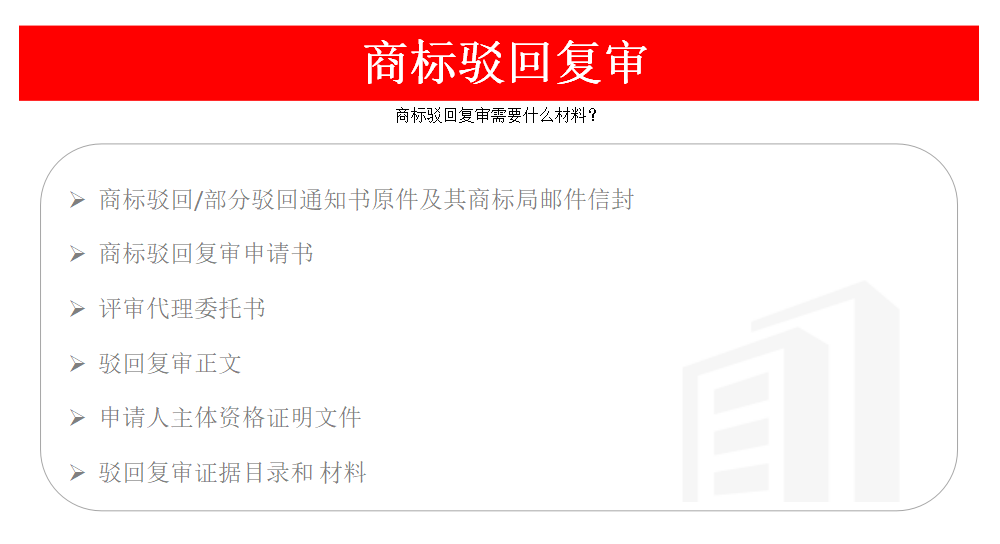 商标驳回复审
商标驳回复审需要什么材料？
商标驳回/部分驳回通知书原件及其商标局邮件信封
商标驳回复审申请书
评审代理委托书
驳回复审正文
申请人主体资格证明文件
驳回复审证据目录和 材料